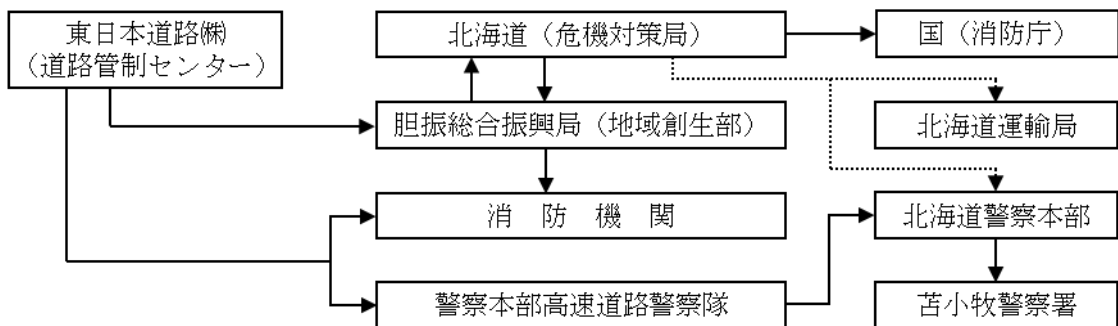 東日本道路㈱
（道路管制センター）
北海道（危機対策局）
国（消防庁）
胆振総合振興局（地域創生部）
北海道運輸局
消　防　機　関
北海道警察本部
警察本部高速道路警察隊
苫小牧警察署